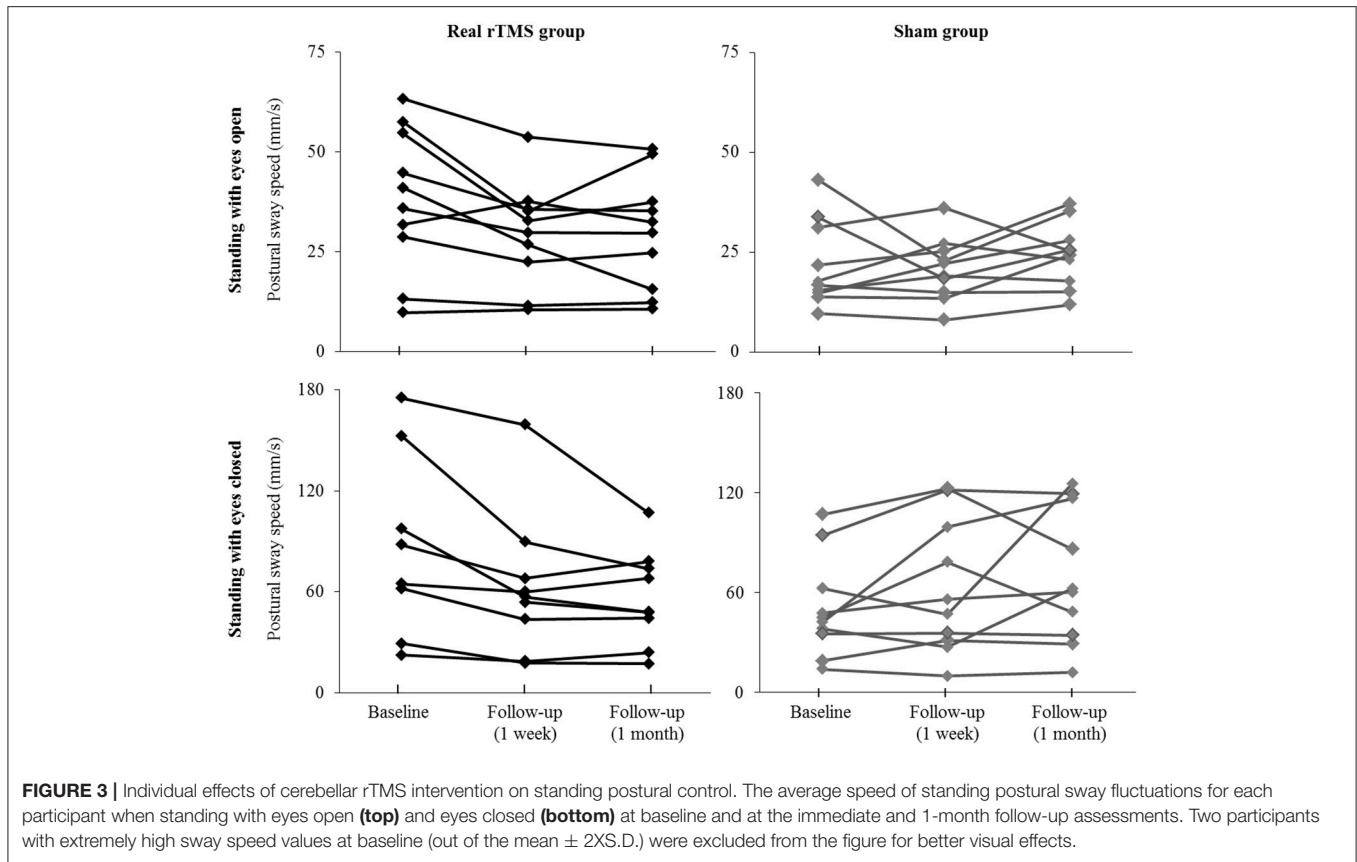 Real rTMS group
Sham group
Standing with eyes open
Postural sway speed (mm/s)
75
50
25
0
75
50
25
0
Standing with eyes closed
Postural sway speed (mm/s)
180
120
60
0
180
120
60
0
Baseline
Follow-up
(1 week)
Follow-up
(1 month)
Baseline
Follow-up
(1 week)
Follow-up
(1 month)
FIGURE 3 | Individual effects of cerebellar rTMS intervention on standing postural control. The average speed of standing postural sway fluctuations for each
participant when standing with eyes open (top) and eyes closed (bottom) at baseline and at the immediate and 1-month follow-up assessments. Two participants
with extremely high sway speed values at baseline (out of the mean ± 2XS.D.) were excluded from the figure for better visual effects.